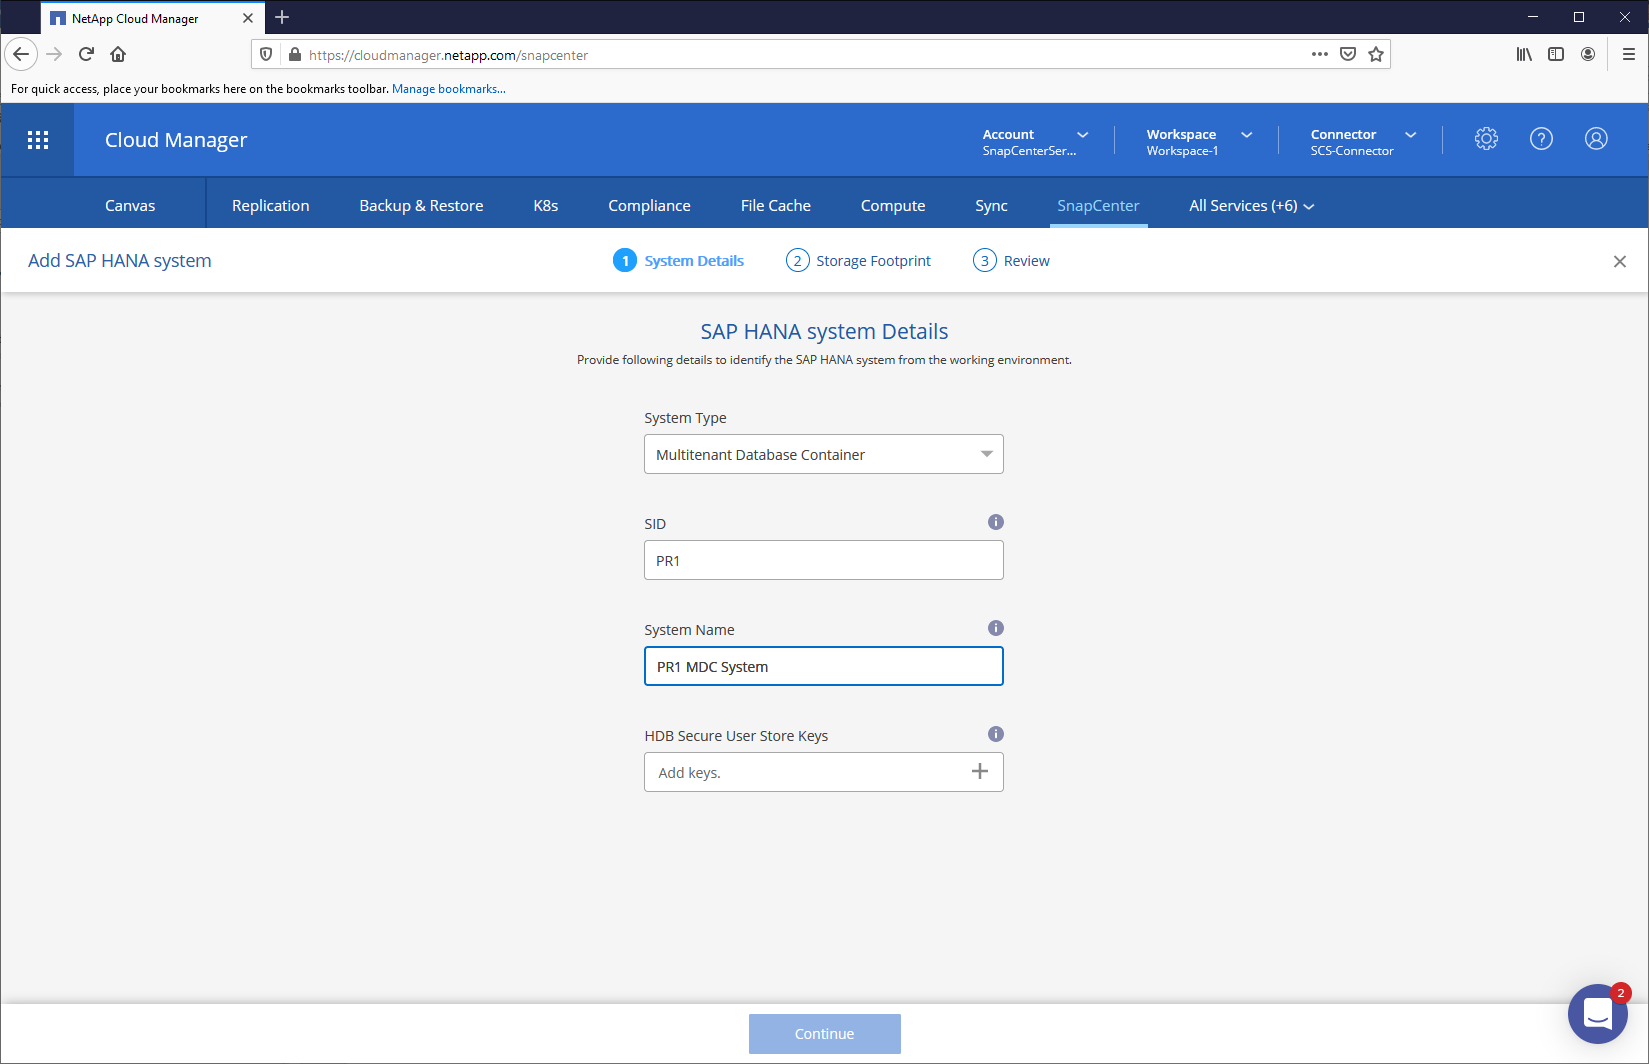 NetApp Cloud Manager
https://cloudmanager.netapp.com/snapcenter
For quick access, place your bookmarks here on the bookmarks toolbar. Manage bookmarks...
Cloud Manager
Account
SnapCenterSer...
Workspace
Workspace-1
Connector
SCS-Connector
Canvas Replication Backup & Restore K8s Compliance File Cache Compute Sync SnapCenter All Services (+6)
Add SAP HANA system
1 System Details 2 Storage Footprint 3 Review
SAP HANA system Details
Provide following details to identify the SAP HANA system from the working environment.
System Type
Multitenant Database Container
SID
PR1
System Name
PR1 MDC System
HDB Secure User Store Keys
Add keys.
2
Continue